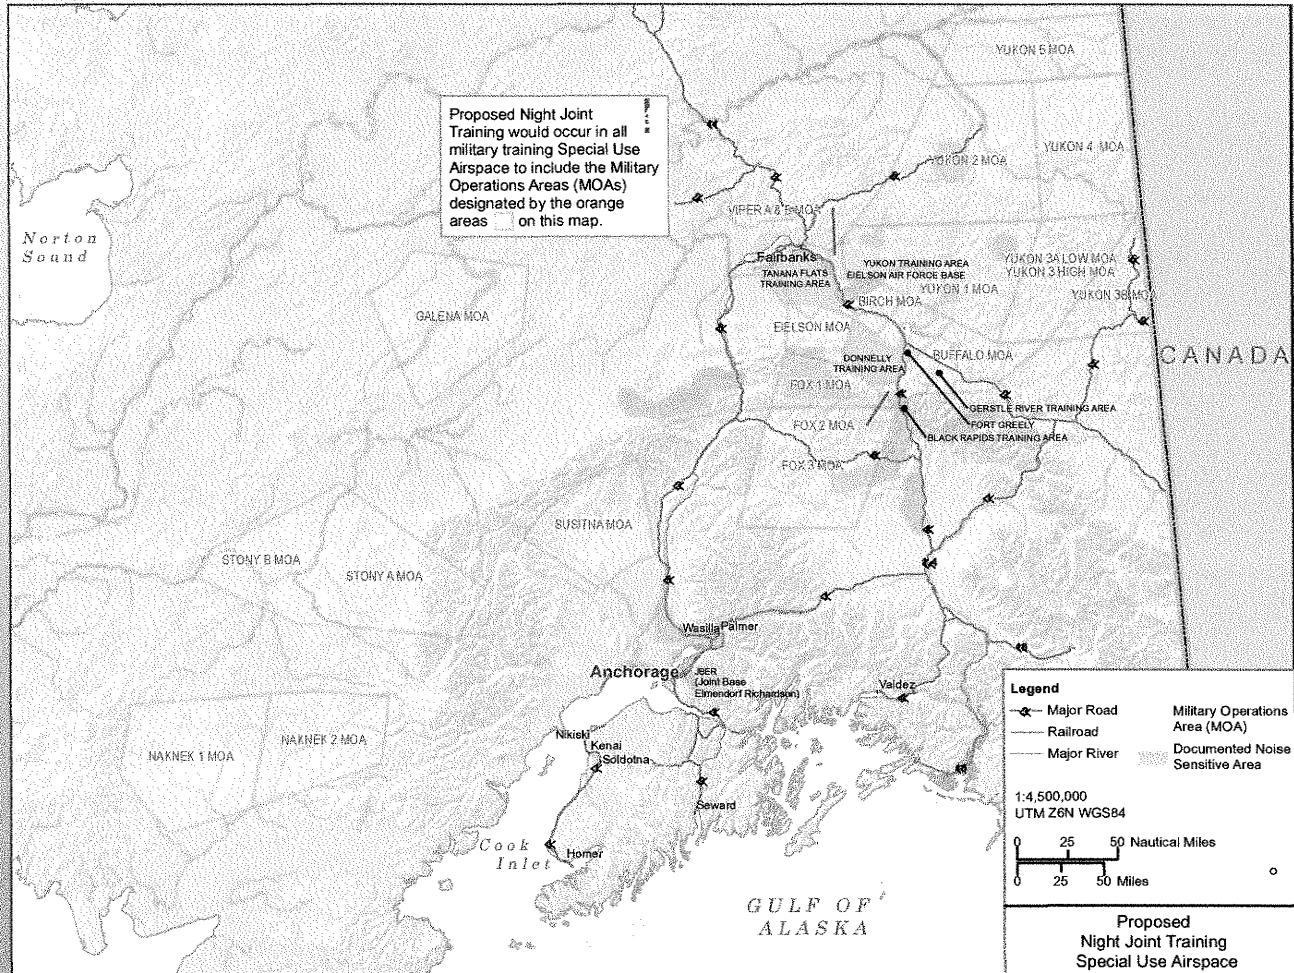 YUKON 5 MOA
Proposed Night Joint
Training would occur in all
military training Special Use
Airspace to include the Military
Operations Areas (MOAs)
designated by the orange
areas on this map.
YUKON 4 MOA
YUKON 2 MOA
VIPER A & B MOA
Norton
Sound
Fairbanks
TANANA FLATS
TRAINING AREA
YUKON TRAINING AREA
EIELSON AIR FORCE BASE
YUKON 1 MOA
YUKON 3A LOW MOA
YUKON 3 HIGH MOA
YUKON 3B MOA
BIRCH MOA
GALENA MOA
EIELSON MOA
CANADA
BUFFALO MOA
DONNELLY
TRAINING AREA
FOX 1 MOA
GERSTLE RIVER TRAINING AREA
FOX 2 MOA
FORT GREELY
BLACK RAPIDS TRAINING AREA
FOX 3 MOA
SUSITNA MOA
STONY B MOA
STONY A MOA
Wasilla
Palmer
Anchorage
JBER
(Joint Base
Elmendorf Richardson)
Valdez
Nikiski
Kenai
Soldotna
NAKNEK 1 MOA
NAKNEK 2 MOA
Seward
Cook
Inlet
Homer
GULF OF
ALASKA
Legend
Major Road
Railroad
Major River
Military Operations
Area (MOA)
Documented Noise
Sensitive Area
1:4,500,000
UTM Z6N WGS84
0 25 50 Nautical Miles
0 25 50 Miles
Proposed
Night Joint Training
Special Use Airspace